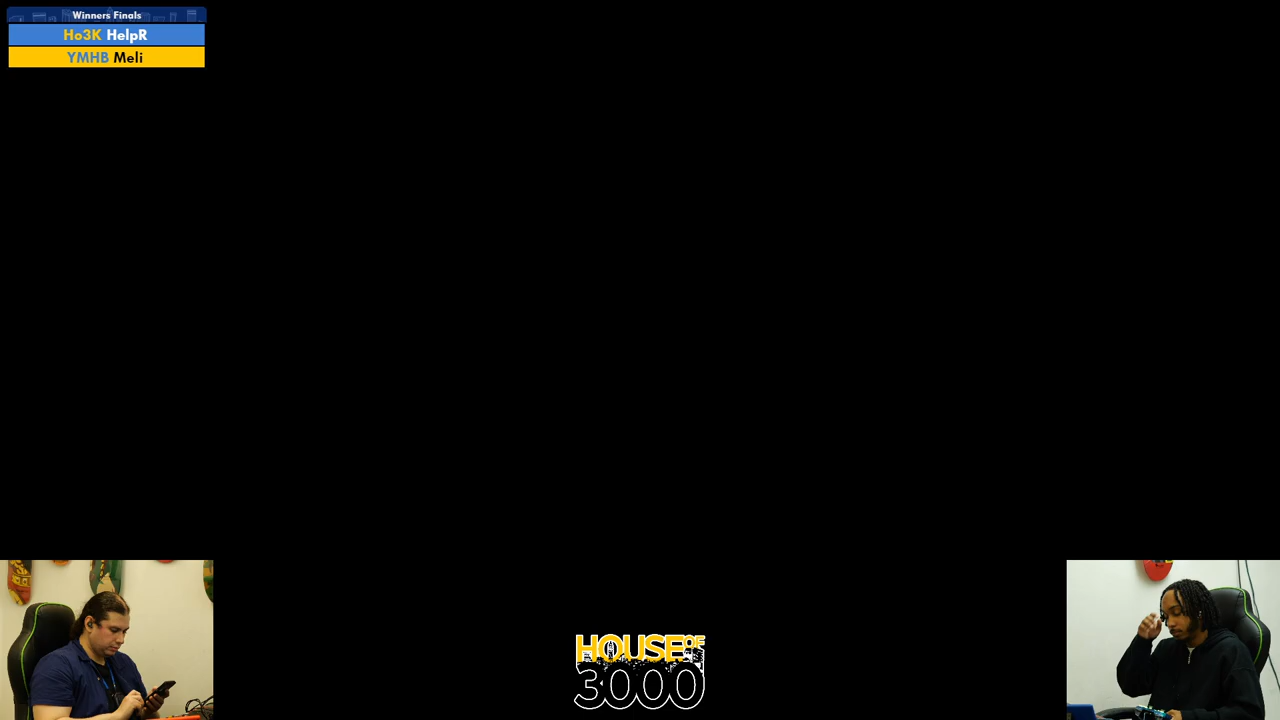 Winners Finals
Ho3K HelpR
YMHB Meli
HOUSE OF
3000